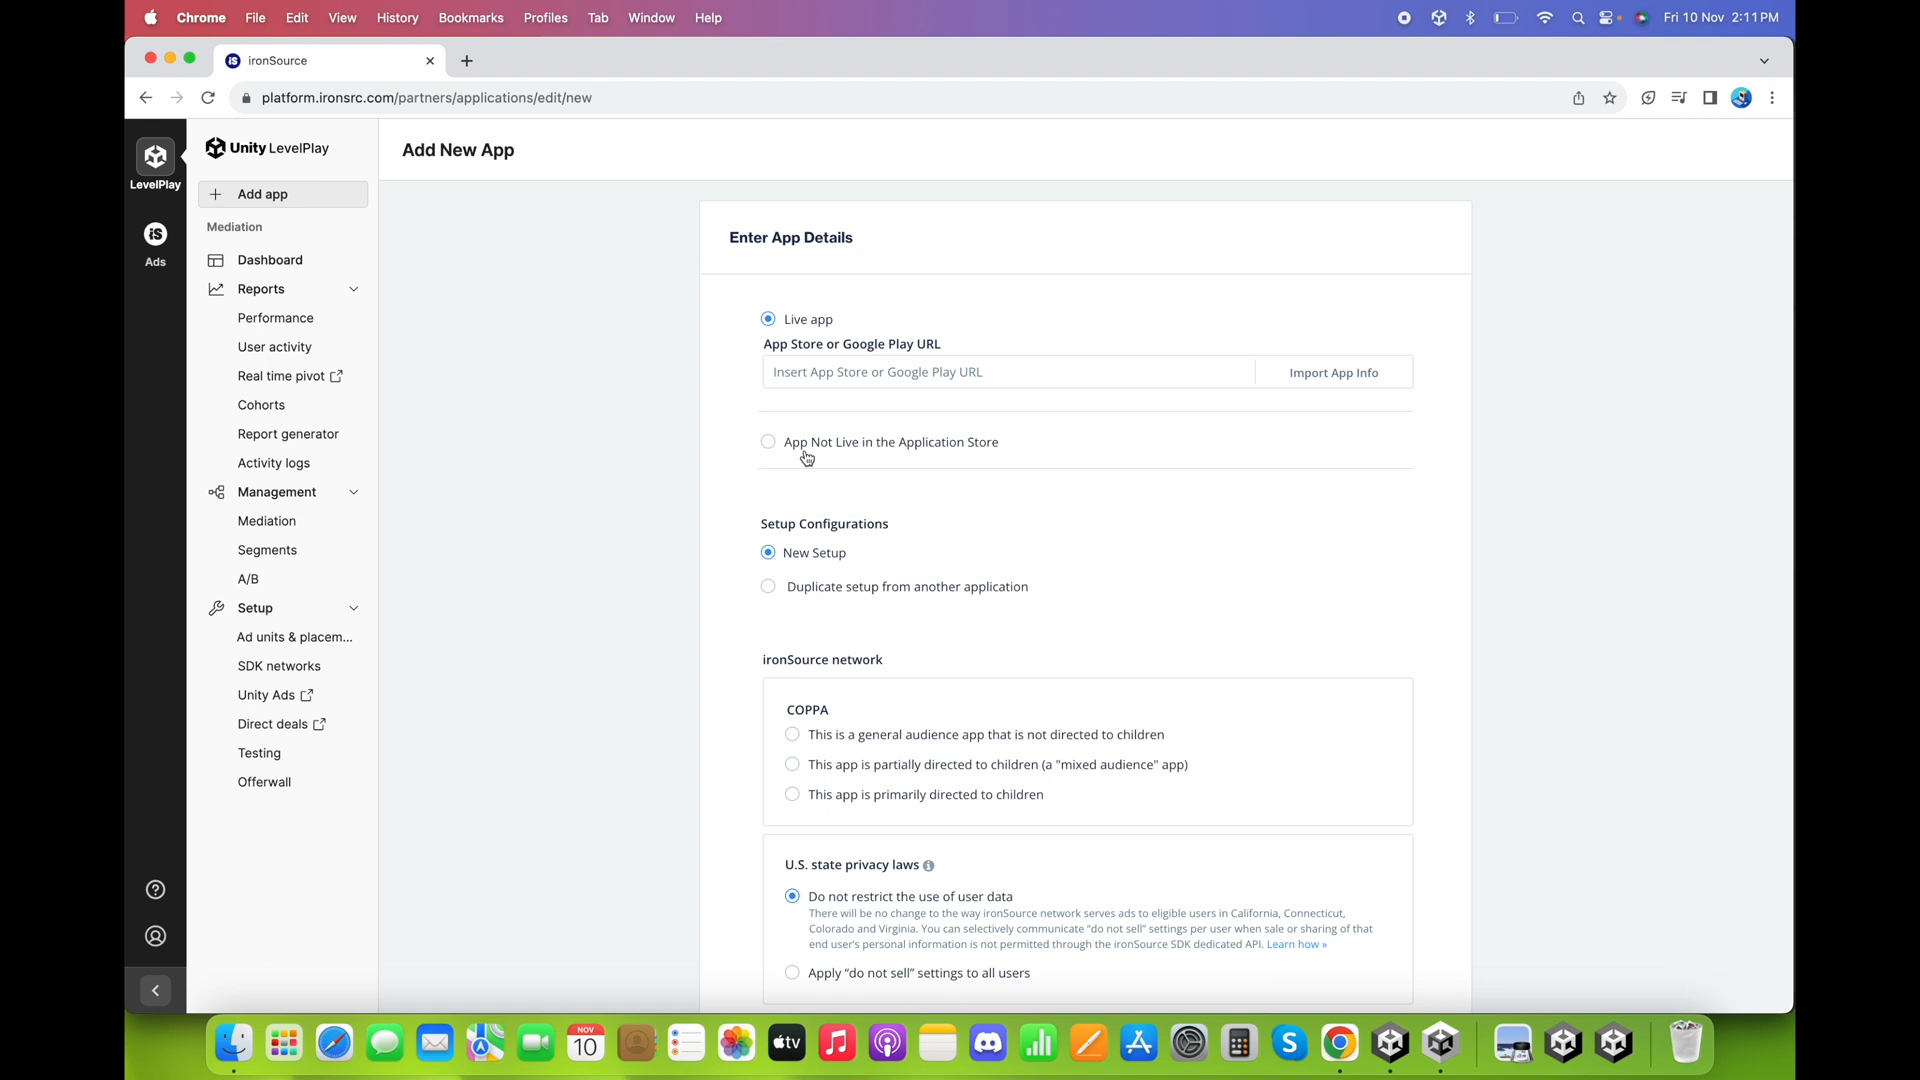 Chrome File Edit View History Bookmarks Profiles Tab Window Help Fri 10 Nov 2:11 PM
ironSource
platform.ironsrc.com/partners/applications/edit/new
LevelPlay
Ads
Unity LevelPlay
Add app
Mediation
Dashboard
Reports
Performance
User activity
Real time pivot
Cohorts
Report generator
Activity logs
Management
Mediation
Segments
A/B
Setup
Ad units & placem...
SDK networks
Unity Ads
Direct deals
Testing
Offerwall
Add New App
Enter App Details
Live app
App Store or Google Play URL
Insert App Store or Google Play URL Import App Info
App Not Live in the Application Store
Setup Configurations
New Setup
Duplicate setup from another application
ironSource network
COPPA
This is a general audience app that is not directed to children
This app is partially directed to children (a "mixed audience" app)
This app is primarily directed to children
U.S. state privacy laws
Do not restrict the use of user data
There will be no change to the way ironSource network serves ads to eligible users in California, Connecticut,
Colorado and Virginia. You can selectively communicate "do not sell" settings per user when sale or sharing of that
end user's personal information is not permitted through the ironSource SDK dedicated API. Learn how »
Apply “do not sell” settings to all users
NOV
10
tv